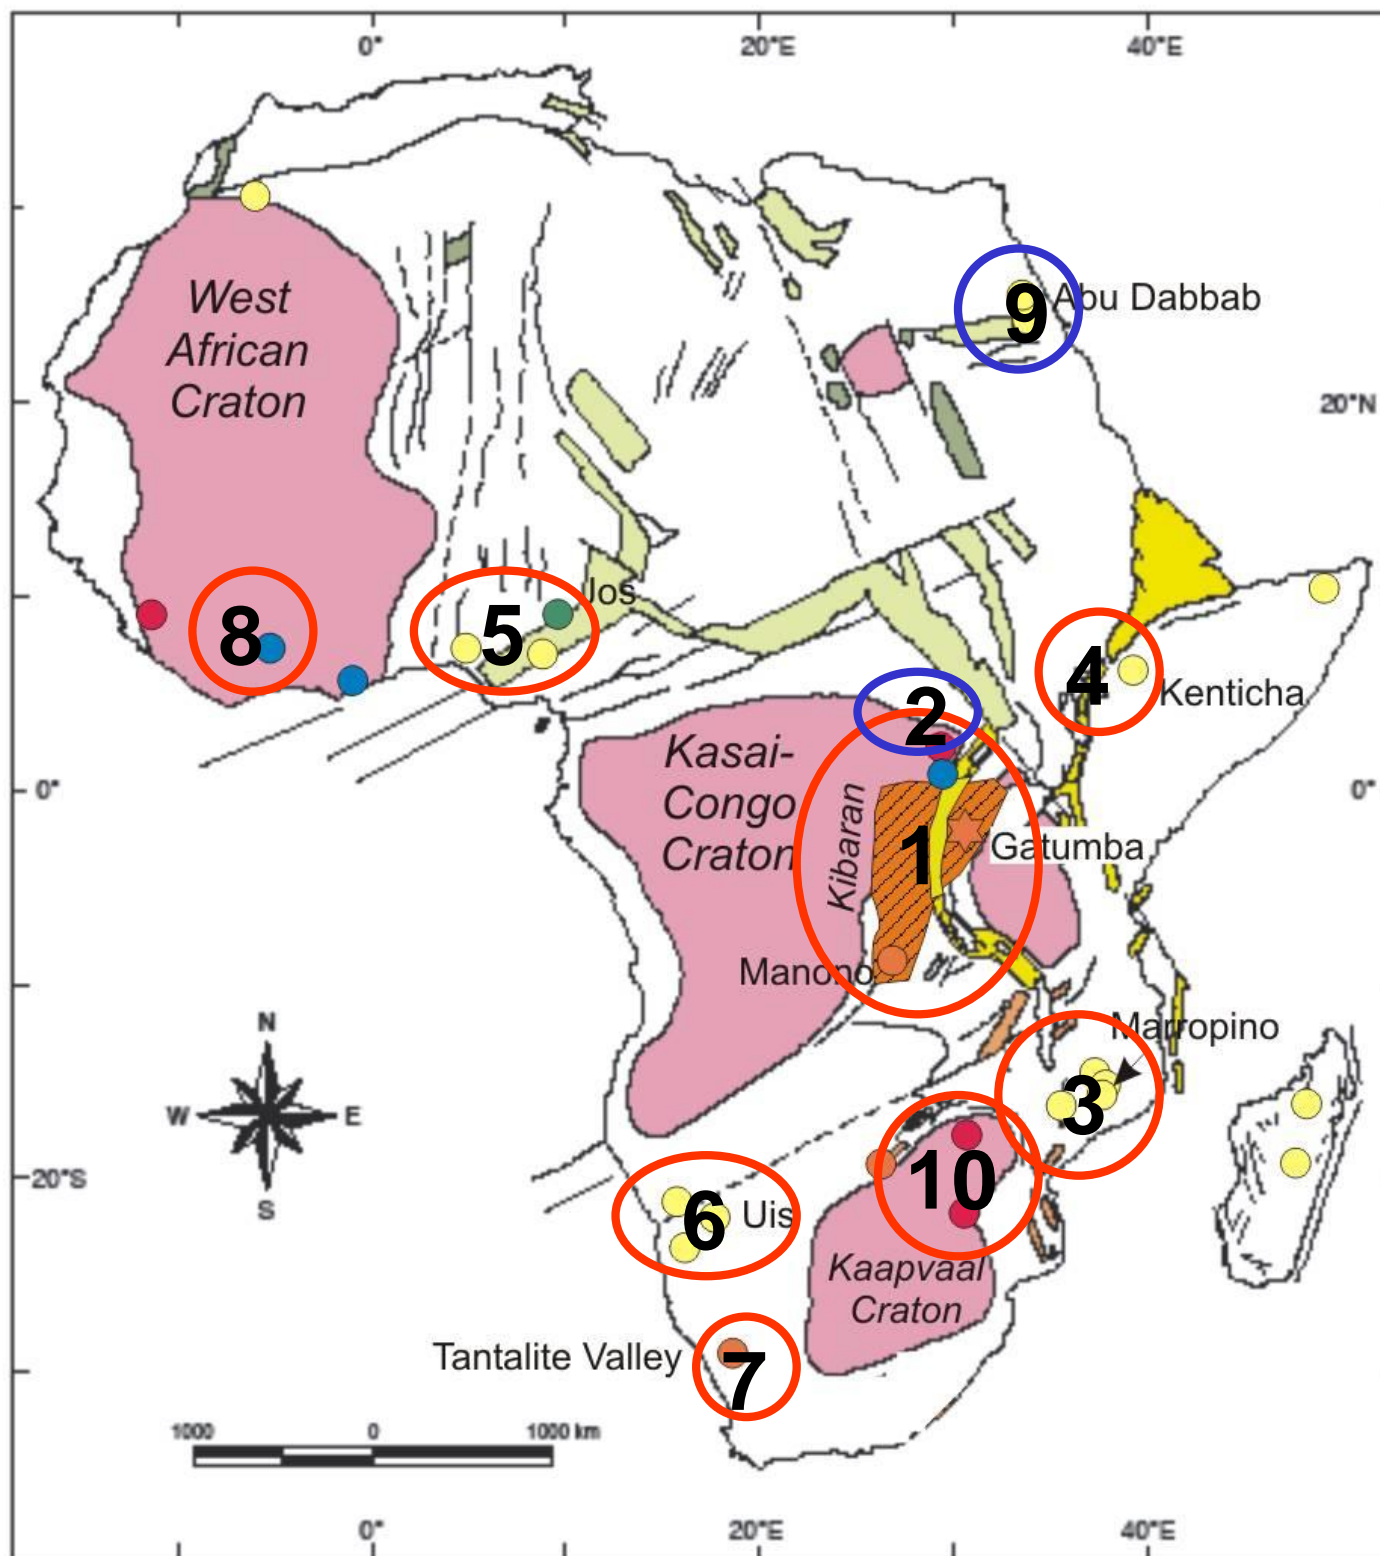 0°
20°E
40°E
West
African
Craton
9
Abu Dabbab
20°N
Jos
8
5
4
Kenticha
2
Kasai-
Congo
Craton
Kibaran
0°
0°
1
Gatumba
Manono
Marropino
3
N
W
E
S
10
20°S
6
Uis
Kaapvaal
Craton
Tantalite Valley
7
1000
0
1000 km
0°
20°E
40°E